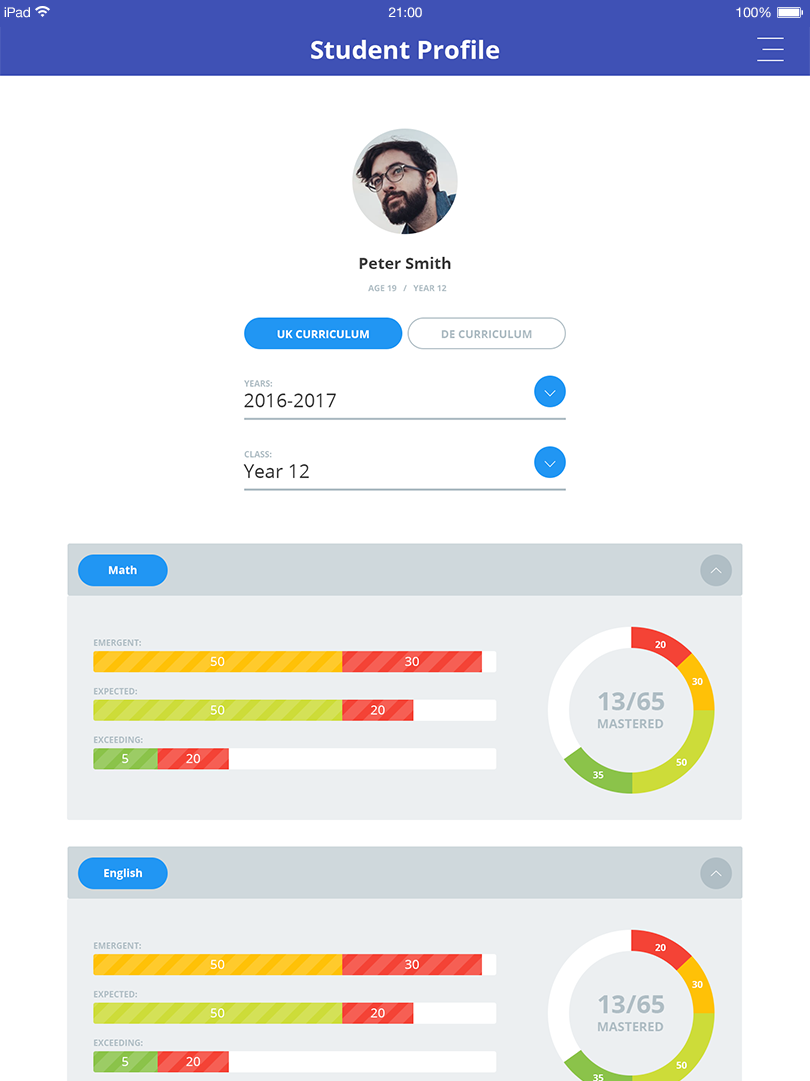 iPad 21:00 100%
Student Profile
Peter Smith
AGE 19 / YEAR 12
UK CURRICULUM DE CURRICULUM
YEARS:
2016-2017
CLASS:
Year 12
Math
EMERGENT:
50 30
EXPECTED:
50 20
EXCEEDING:
5 20
20
30
13/65
MASTERED
50
35
English
EMERGENT:
50 30
EXPECTED:
50 20
EXCEEDING:
5 20
20
30
13/65
MASTERED
50
35